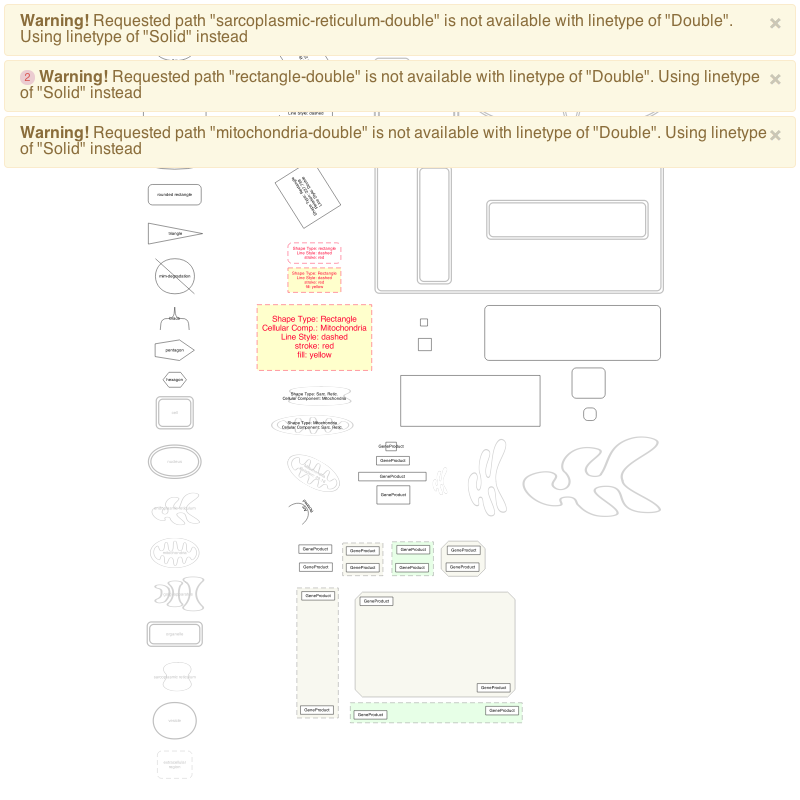 Warning! Requested path "sarcoplasmic-reticulum-double" is not available with linetype of "Double".
Using linetype of "Solid" instead
×
2 Warning! Requested path "rectangle-double" is not available with linetype of "Double". Using linetype
of "Solid" instead
×
Warning! Requested path "mitochondria-double" is not available with linetype of "Double". Using linetype
of "Solid" instead
×
Line Style: dashed
rounded rectangle
triangle
Shape Type: rectangle
Line Style: dashed
stroke: red
mim-degradation
Shape Type: Rectangle
Line Style: dashed
stroke: red
fill: yellow
Shape Type: Rectangle
Cellular Comp.: Mitochondria
Line Style: dashed
stroke: red
fill: yellow
pentagon
hexagon
Shape Type: Sarc. Retic.
Cellular Component: Mitochondria
cell
Shape Type: Mitochondria
Cellular Component: Sarc. Retic.
GeneProduct
GeneProduct
GeneProduct
GeneProduct
GeneProduct
GeneProduct
GeneProduct
GeneProduct
GeneProduct
GeneProduct
GeneProduct
GeneProduct
GeneProduct
GeneProduct
organelle
GeneProduct
GeneProduct
GeneProduct
GeneProduct
vesicle
extracellular
region